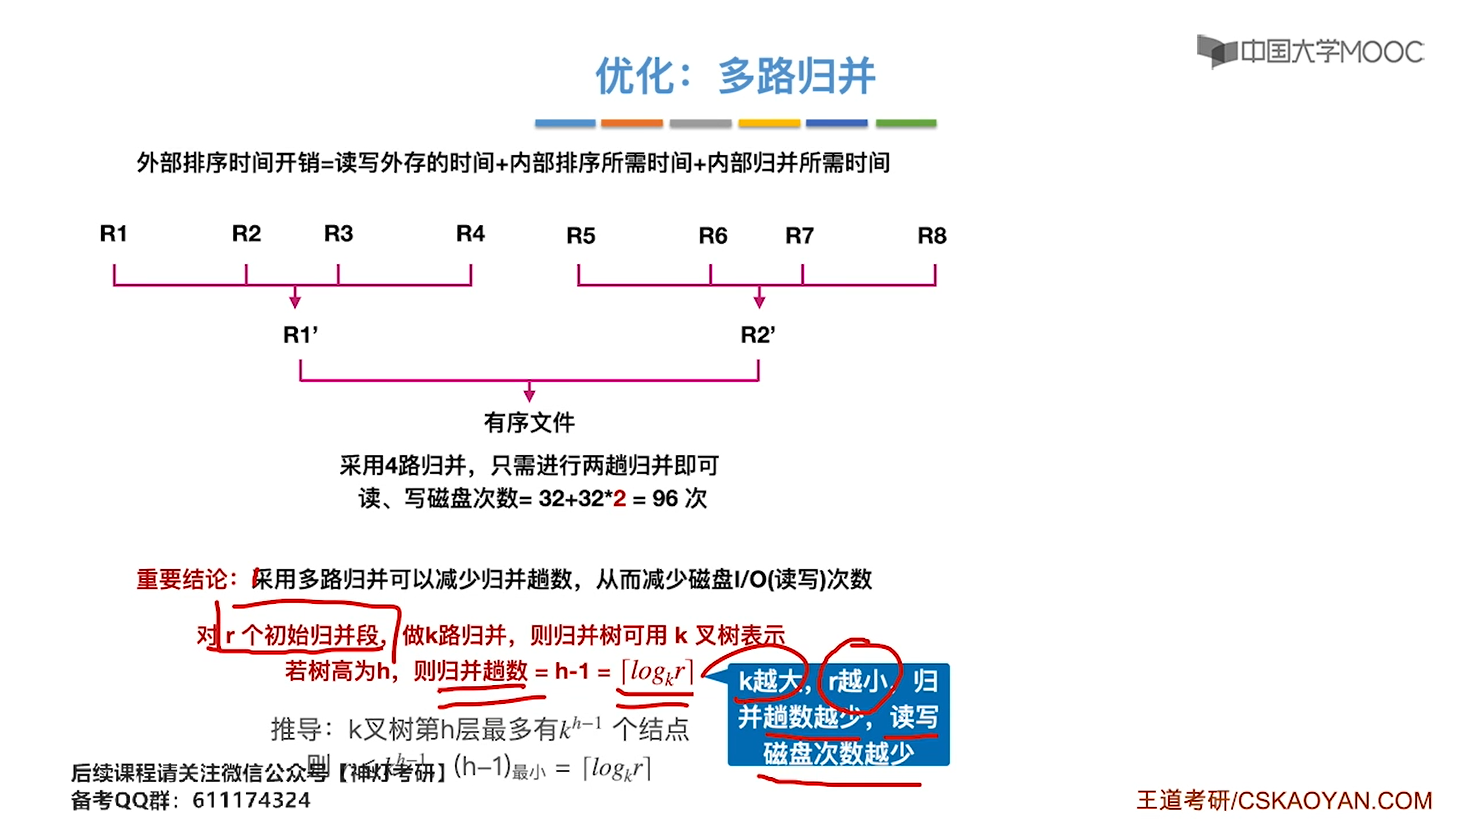 中国大学MOOC
优化：多路归并
外部排序时间开销=读写外存的时间+内部排序所需时间+内部归并所需时间
R1 R2 R3 R4 R5 R6 R7 R8
R1’ R2’
有序文件
采用4路归并，只需进行两趟归并即可
读、写磁盘次数= 32+32*2 = 96 次
重要结论：采用多路归并可以减少归并趟数，从而减少磁盘I/O(读写)次数
对 r 个初始归并段，做k路归并，则归并树可用 k 叉树表示
若树高为h，则归并趟数 = h-1 = ⌈log_k r⌉
k越大，r越小，归
并趟数越少，读写
磁盘次数越少
推导：k叉树第h层最多有k^{h−1} 个结点
则 (h−1)最小 = ⌈log_k r⌉
后续课程请关注微信公众号【神灯考研】
备考QQ群：611174324
王道考研/CSKAOYAN.COM